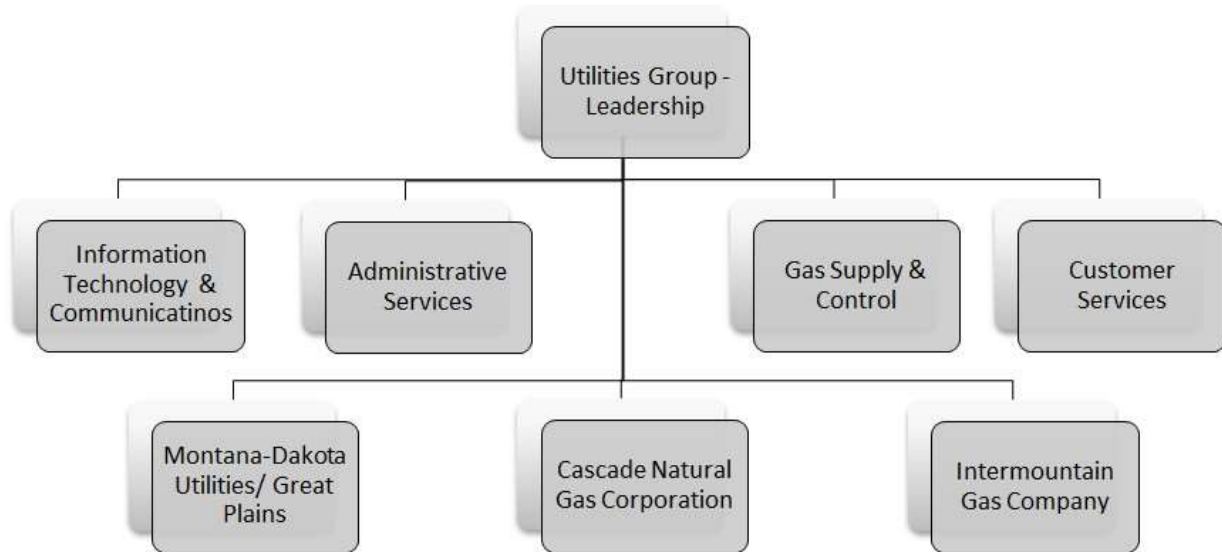 Utilities Group -
Leadership
Information
Technology &
Communicatinos
Administrative
Services
Gas Supply &
Control
Customer
Services
Montana-Dakota
Utilities/ Great
Plains
Cascade Natural
Gas Corporation
Intermountain
Gas Company